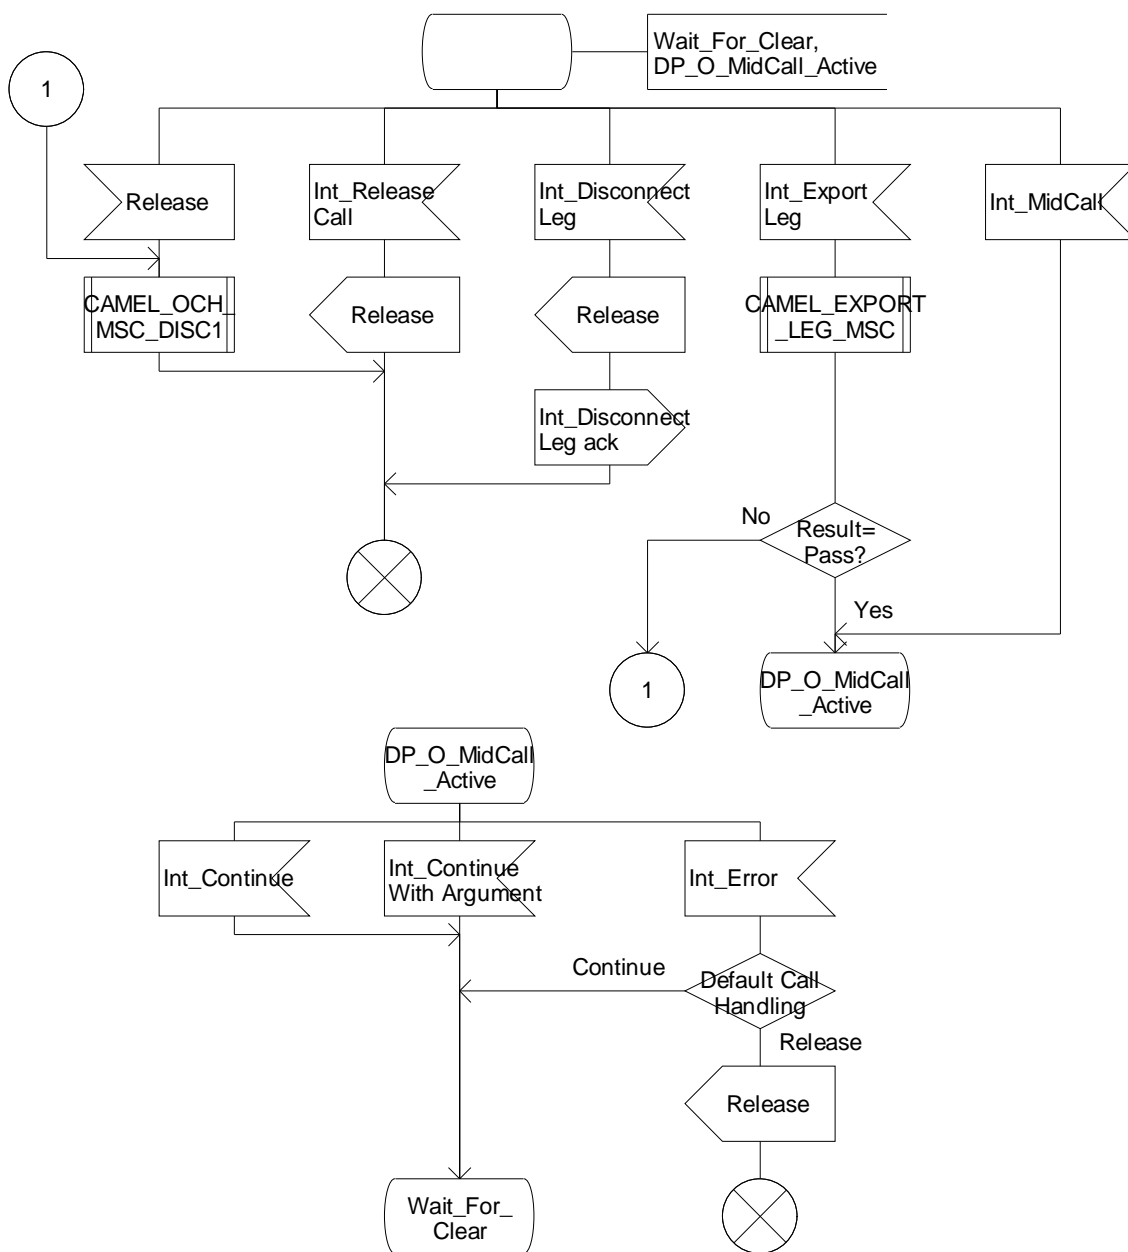 Wait_For_Clear,
DP_O_MidCall_Active
1
Release
Int_Release
Call
Int_Disconnect
Leg
Int_Export
Leg
Int_MidCall
CAMEL_OCH_
MSC_DISC1
Release
Release
CAMEL_EXPORT
_LEG_MSC
Int_Disconnect
Leg ack
No
Result=
Pass?
Yes
1
DP_O_MidCall
_Active
DP_O_MidCall
_Active
Int_Continue
Int_Continue
With Argument
Int_Error
Continue
Default Call
Handling
Release
Release
Wait_For_
Clear